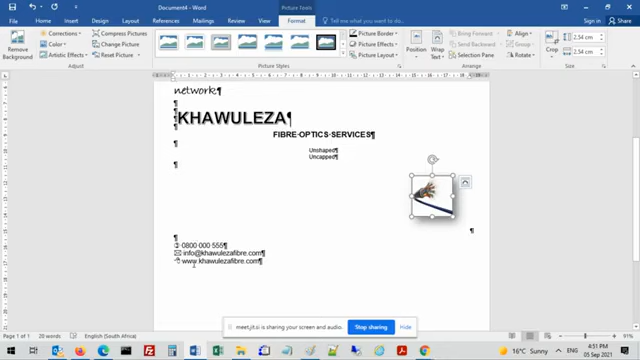 Document4 - Word
Picture Tools
File Home Insert Design Layout References Mailings Review View Format Tell me what you want to do... Sign in Share
Remove Background
Corrections
Color
Artistic Effects
Compress Pictures
Change Picture
Reset Picture
Adjust
Picture Styles
Picture Border
Picture Effects
Picture Layout
Position
Wrap Text
Bring Forward
Send Backward
Selection Pane
Align
Group
Rotate
Arrange
Crop
2.54 cm
2.54 cm
Size
network¶
¶
KHAWULEZA¶
¶
FIBRE·OPTICS·SERVICES¶
¶
Unshaped¶
Uncapped¶
¶
¶
¶
0800·000·555¶
info@khawulezafibre.com¶
www.khawulezafibre.com¶
meet.jit.si is sharing your screen and audio.
Stop sharing
Hide
Page 1 of 1 20 words English (South Africa)
91%
16°C Sunny
ENG
4:51 PM
05 Sep 2021